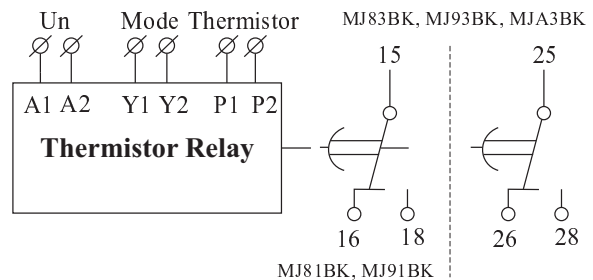 Un Mode Thermistor MJ83BK, MJ93BK, MJA3BK
15 25
A1 A2 Y1 Y2 P1 P2
Thermistor Relay
16 18 26 28
MJ81BK, MJ91BK